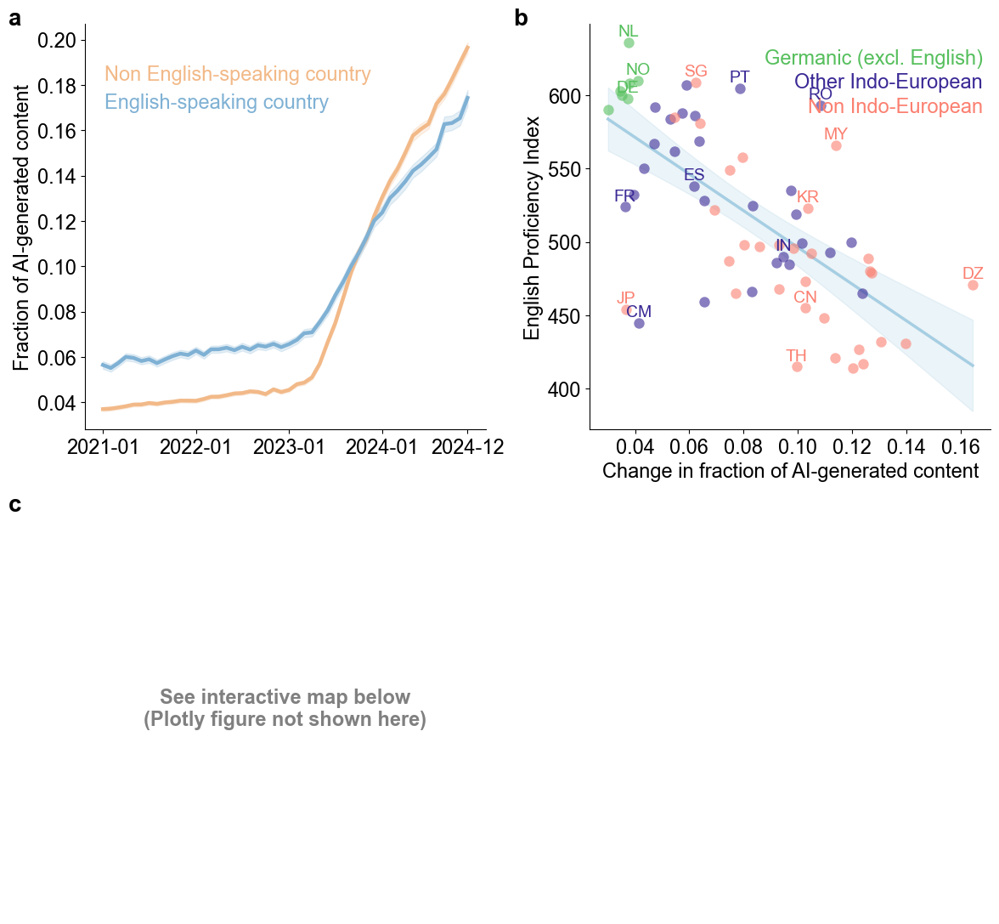 a
0.20
0.18
0.16
0.14
0.12
0.10
0.08
0.06
0.04
Fraction of AI-generated content
Non English-speaking country
English-speaking country
2021-01
2022-01
2023-01
2024-01
2024-12
b
600
550
500
450
400
English Proficiency Index
Germanic (excl. English)
Other Indo-European
Non Indo-European
NL
NO
DE
SG
PT
RO
MY
ES
FR
KR
IN
DZ
JP
CM
CN
TH
0.04
0.06
0.08
0.10
0.12
0.14
0.16
Change in fraction of AI-generated content
c
See interactive map below
(Plotly figure not shown here)